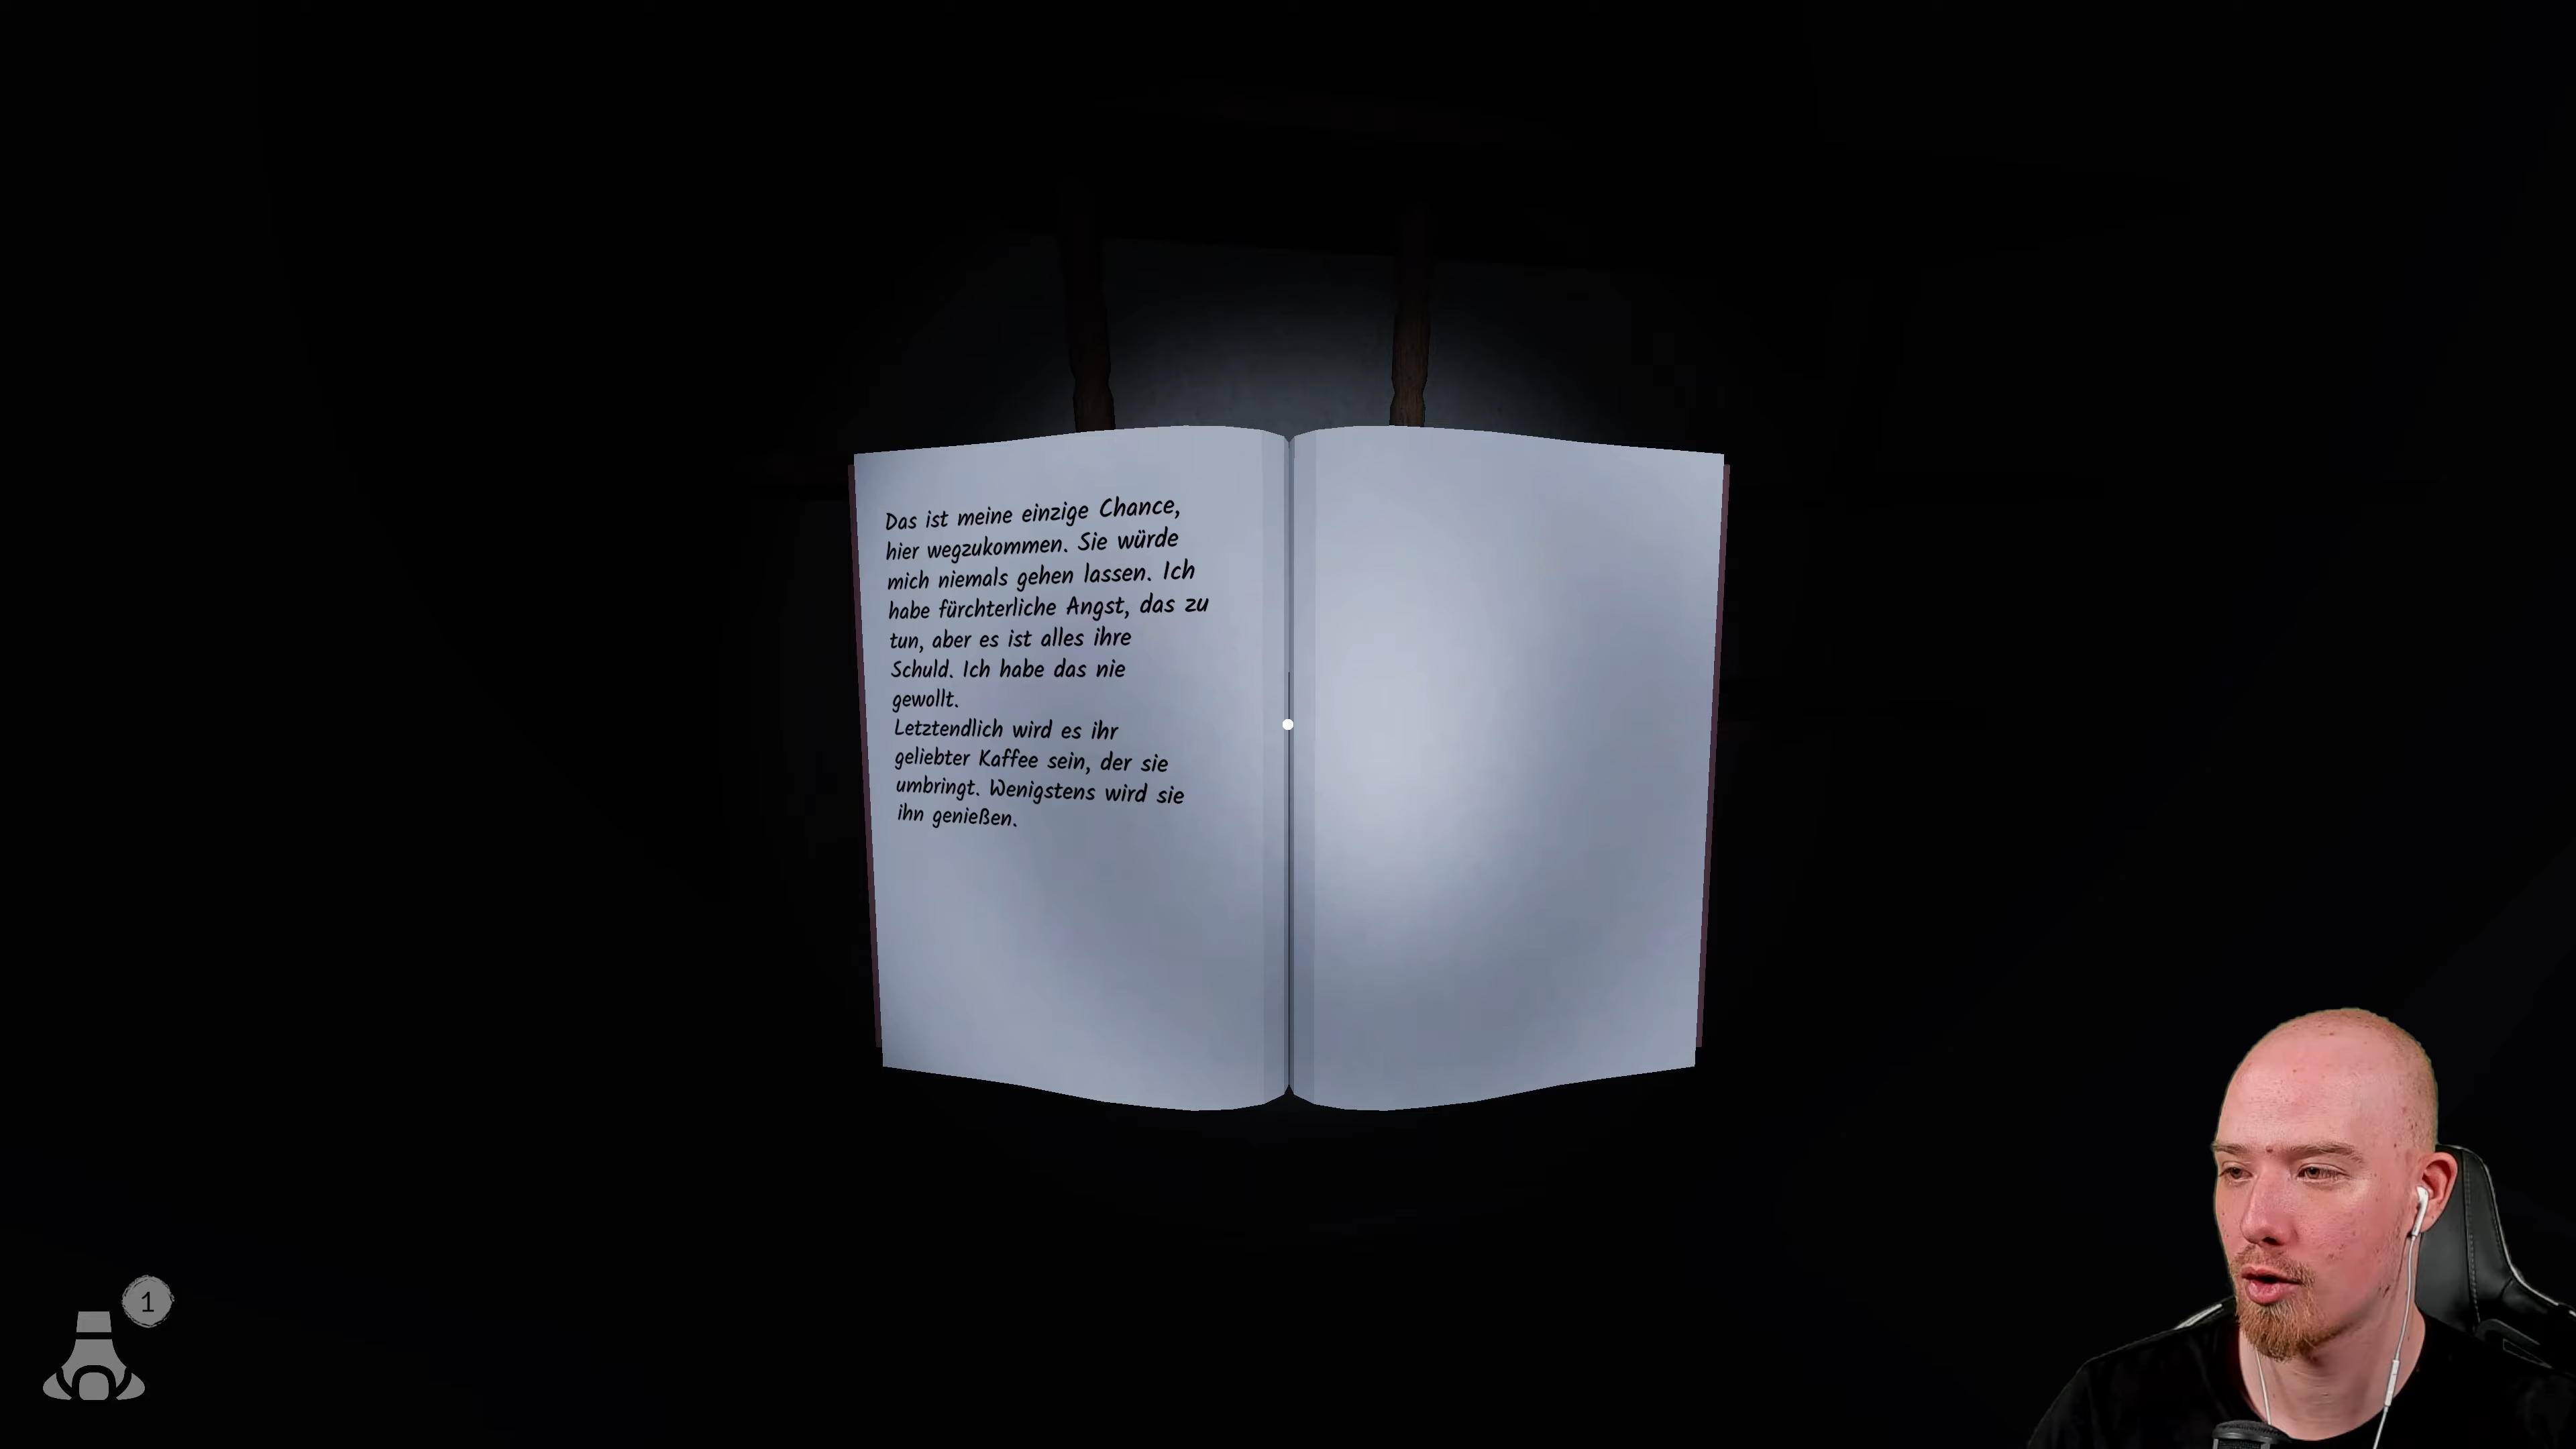 Das ist meine einzige Chance,
hier wegzukommen. Sie würde
mich niemals gehen lassen. Ich
habe fürchterliche Angst, das zu
tun, aber es ist alles ihre
Schuld. Ich habe das nie
gewollt.
Letztendlich wird es ihr
geliebter Kaffee sein, der sie
umbringt. Wenigstens wird sie
ihn genießen.
1